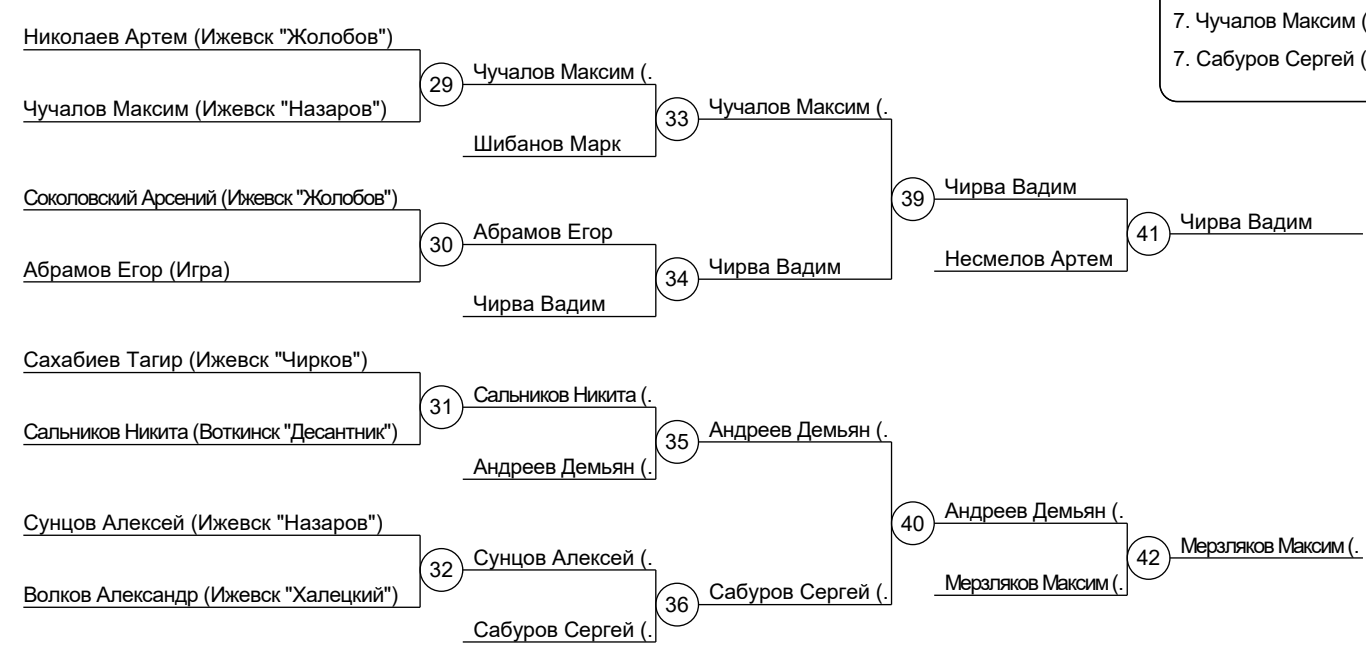 7. Чучалов Максим (
7. Сабуров Сергей (
Николаев Артем (Ижевск "Жолобов")
29
Чучалов Максим (.
Чучалов Максим (Ижевск "Назаров")
33
Чучалов Максим (.
Шибанов Марк
Соколовский Арсений (Ижевск "Жолобов")
39
Чирва Вадим
30
Абрамов Егор
41
Чирва Вадим
Абрамов Егор (Игра)
34
Чирва Вадим
Несмелов Артем
Чирва Вадим
Сахабиев Тагир (Ижевск "Чирков")
31
Сальников Никита (.
Сальников Никита (Воткинск "Десантник")
35
Андреев Демьян (.
Андреев Демьян (.
Сунцов Алексей (Ижевск "Назаров")
40
Андреев Демьян (.
32
Сунцов Алексей (.
42
Мерзляков Максим (.
Волков Александр (Ижевск "Халецкий")
36
Сабуров Сергей (.
Мерзляков Максим (.
Сабуров Сергей (.